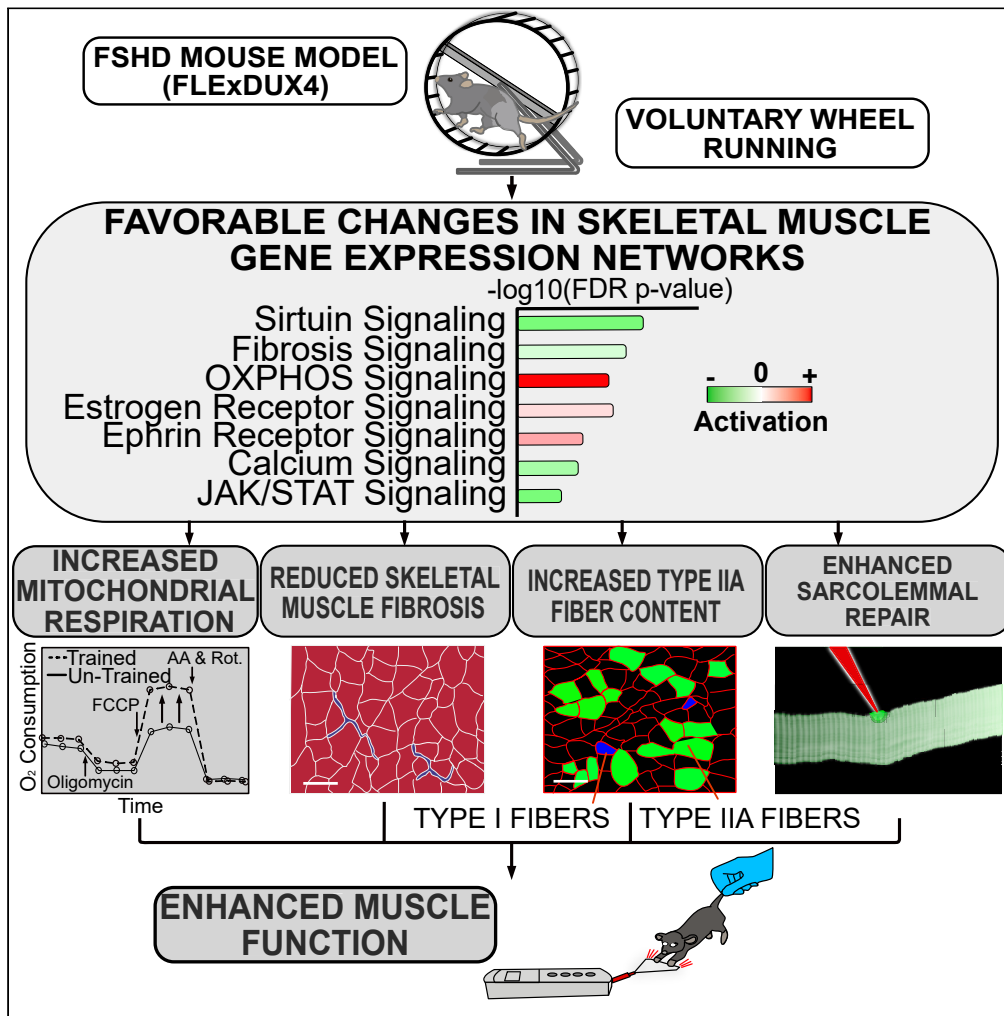 FSHD MOUSE MODEL
(FLExDUX4)
VOLUNTARY WHEEL
RUNNING
FAVORABLE CHANGES IN SKELETAL MUSCLE
GENE EXPRESSION NETWORKS
-log10(FDR p-value)
Sirtuin Signaling
Fibrosis Signaling
OXPHOS Signaling
Estrogen Receptor Signaling
Ephrin Receptor Signaling
Calcium Signaling
JAK/STAT Signaling
- 0 +
Activation
INCREASED
MITOCHONDRIAL
RESPIRATION
REDUCED SKELETAL
MUSCLE FIBROSIS
INCREASED TYPE IIA
FIBER CONTENT
ENHANCED
SARCOLEMMAL
REPAIR
Trained
Un-Trained
AA & Rot.
FCCP
Oligomycin
O₂ Consumption
Time
TYPE I FIBERS
TYPE IIA FIBERS
ENHANCED MUSCLE
FUNCTION